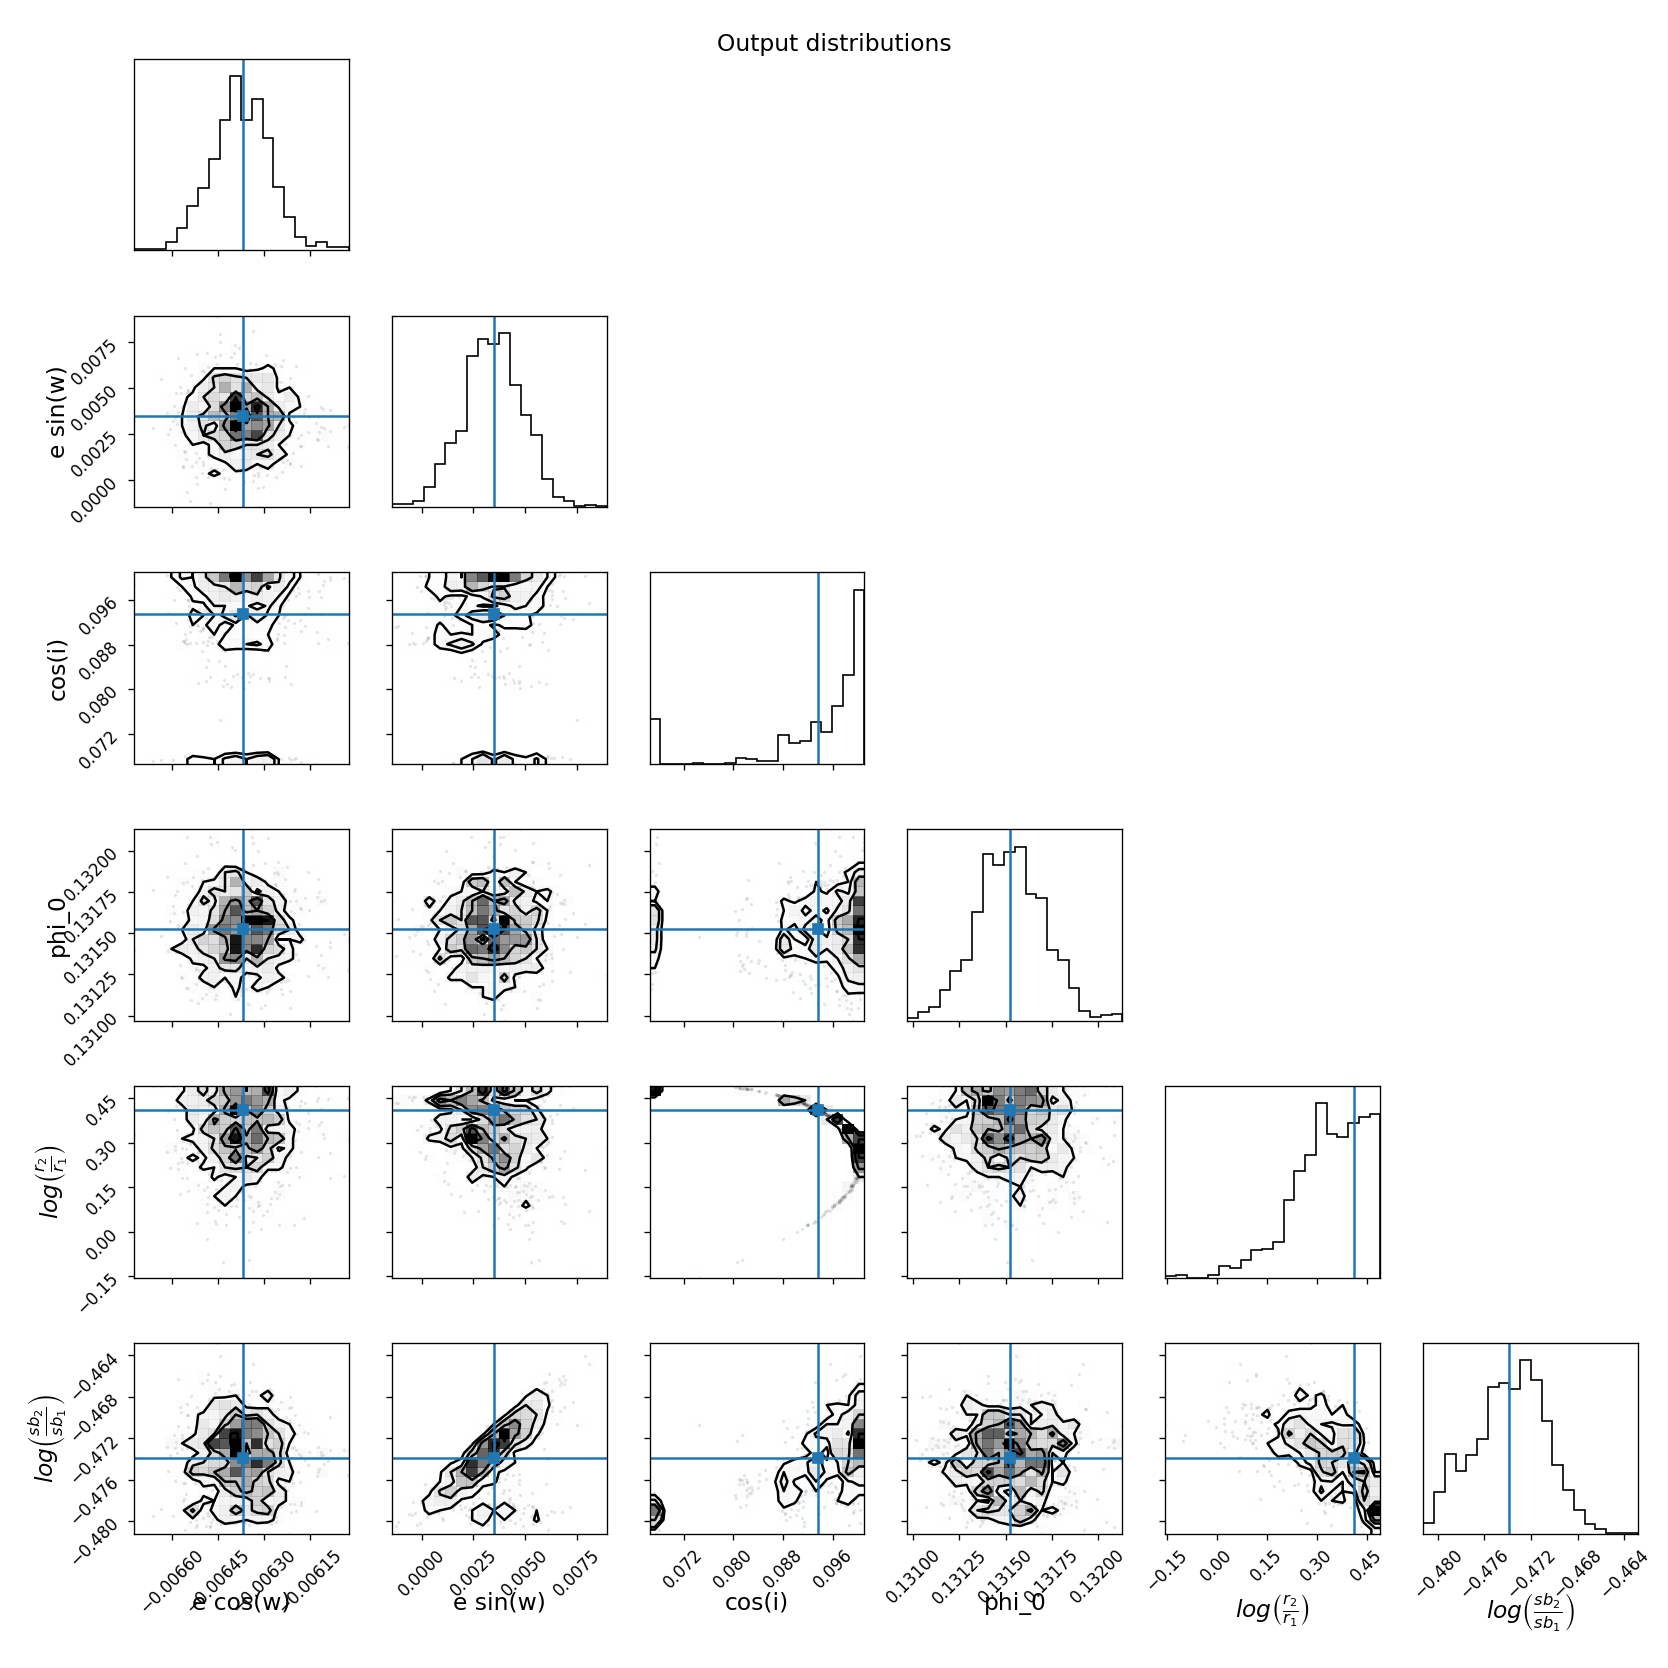 Output distributions
e sin(w)
0.0075
0.0050
0.0025
0.0000
cos(i)
0.096
0.088
0.080
0.072
phi_0
0.13200
0.13175
0.13150
0.13125
0.13100
log(r₂/r₁)
0.45
0.30
0.15
0.00
−0.15
log(sb₂/sb₁)
−0.464
−0.468
−0.472
−0.476
−0.480
−0.00660 −0.00645 −0.00630 −0.00615
0.0000 0.0025 0.0050 0.0075
0.072 0.080 0.088 0.096
0.13100 0.13125 0.13150 0.13175 0.13200
−0.15 0.00 0.15 0.30 0.45
−0.480 −0.476 −0.472 −0.468 −0.464
e cos(w)
e sin(w)
cos(i)
phi_0
log(r₂/r₁)
log(sb₂/sb₁)